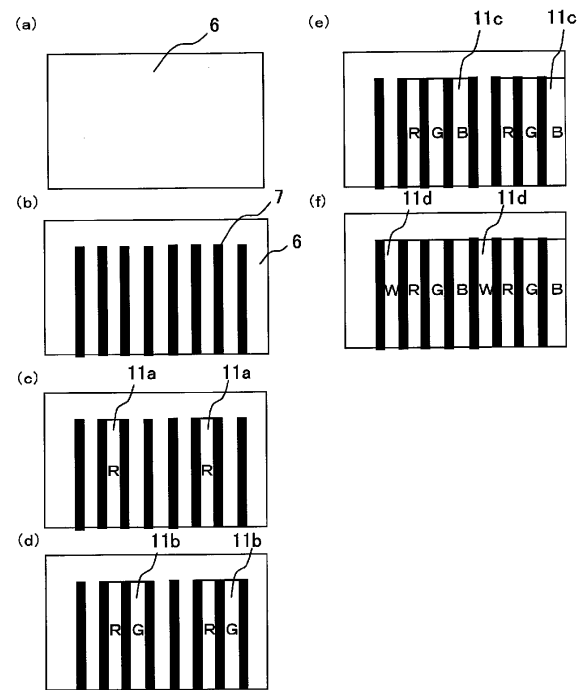 (a)
6
(b)
7
6
(c)
11a 11a
R R
(d)
11b 11b
R G R G
(e)
11c 11c
R G B R G B
(f)
11d 11d
W R G B W R G B